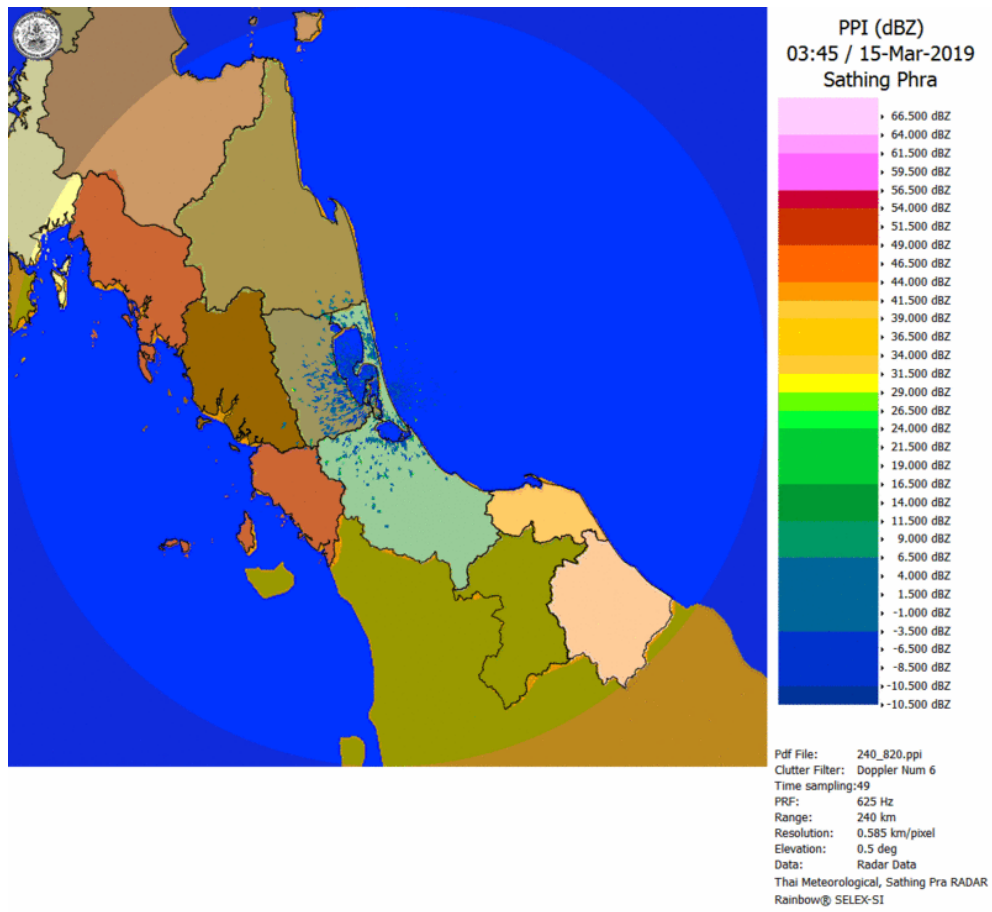 PPI (dBZ)
03:45 / 15-Mar-2019
Sathing Phra
66.500 dBZ
64.000 dBZ
61.500 dBZ
59.500 dBZ
56.500 dBZ
54.000 dBZ
51.500 dBZ
49.000 dBZ
46.500 dBZ
44.000 dBZ
41.500 dBZ
39.000 dBZ
36.500 dBZ
34.000 dBZ
31.500 dBZ
29.000 dBZ
26.500 dBZ
24.000 dBZ
21.500 dBZ
19.000 dBZ
16.500 dBZ
14.000 dBZ
11.500 dBZ
9.000 dBZ
6.500 dBZ
4.000 dBZ
1.500 dBZ
-1.000 dBZ
-3.500 dBZ
-6.500 dBZ
-8.500 dBZ
-10.500 dBZ
-10.500 dBZ
Pdf File: 240_820.ppi
Clutter Filter: Doppler Num 6
Time sampling:49
PRF: 625 Hz
Range: 240 km
Resolution: 0.585 km/pixel
Elevation: 0.5 deg
Data: Radar Data
Thai Meteorological, Sathing Pra RADAR
Rainbow® SELEX-SI